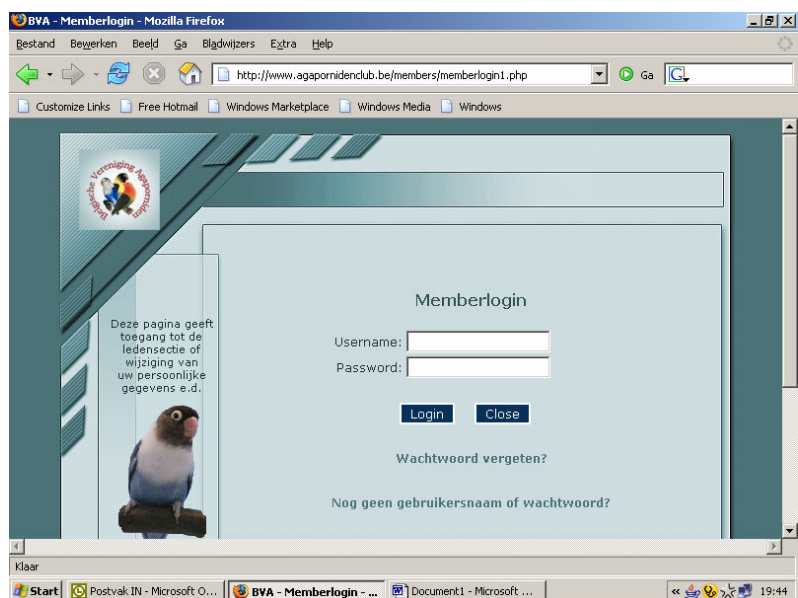 BVA - Memberlogin - Mozilla Firefox
Bestand Bewerken Beeld Ga Bladwijzers Extra Help
http://www.agapornidenclub.be/members/memberlogin1.php Ga
Customize Links Free Hotmail Windows Marketplace Windows Media Windows
Belgische Vereniging Agaporniden
Memberlogin
Deze pagina geeft
toegang tot de
ledensectie of
wijziging van
uw persoonlijke
gegevens e.d.
Username:
Password:
Login Close
Wachtwoord vergeten?
Nog geen gebruikersnaam of wachtwoord?
Klaar
Start Postvak IN - Microsoft O... BVA - Memberlogin - ... Document1 - Microsoft ... « 19:44